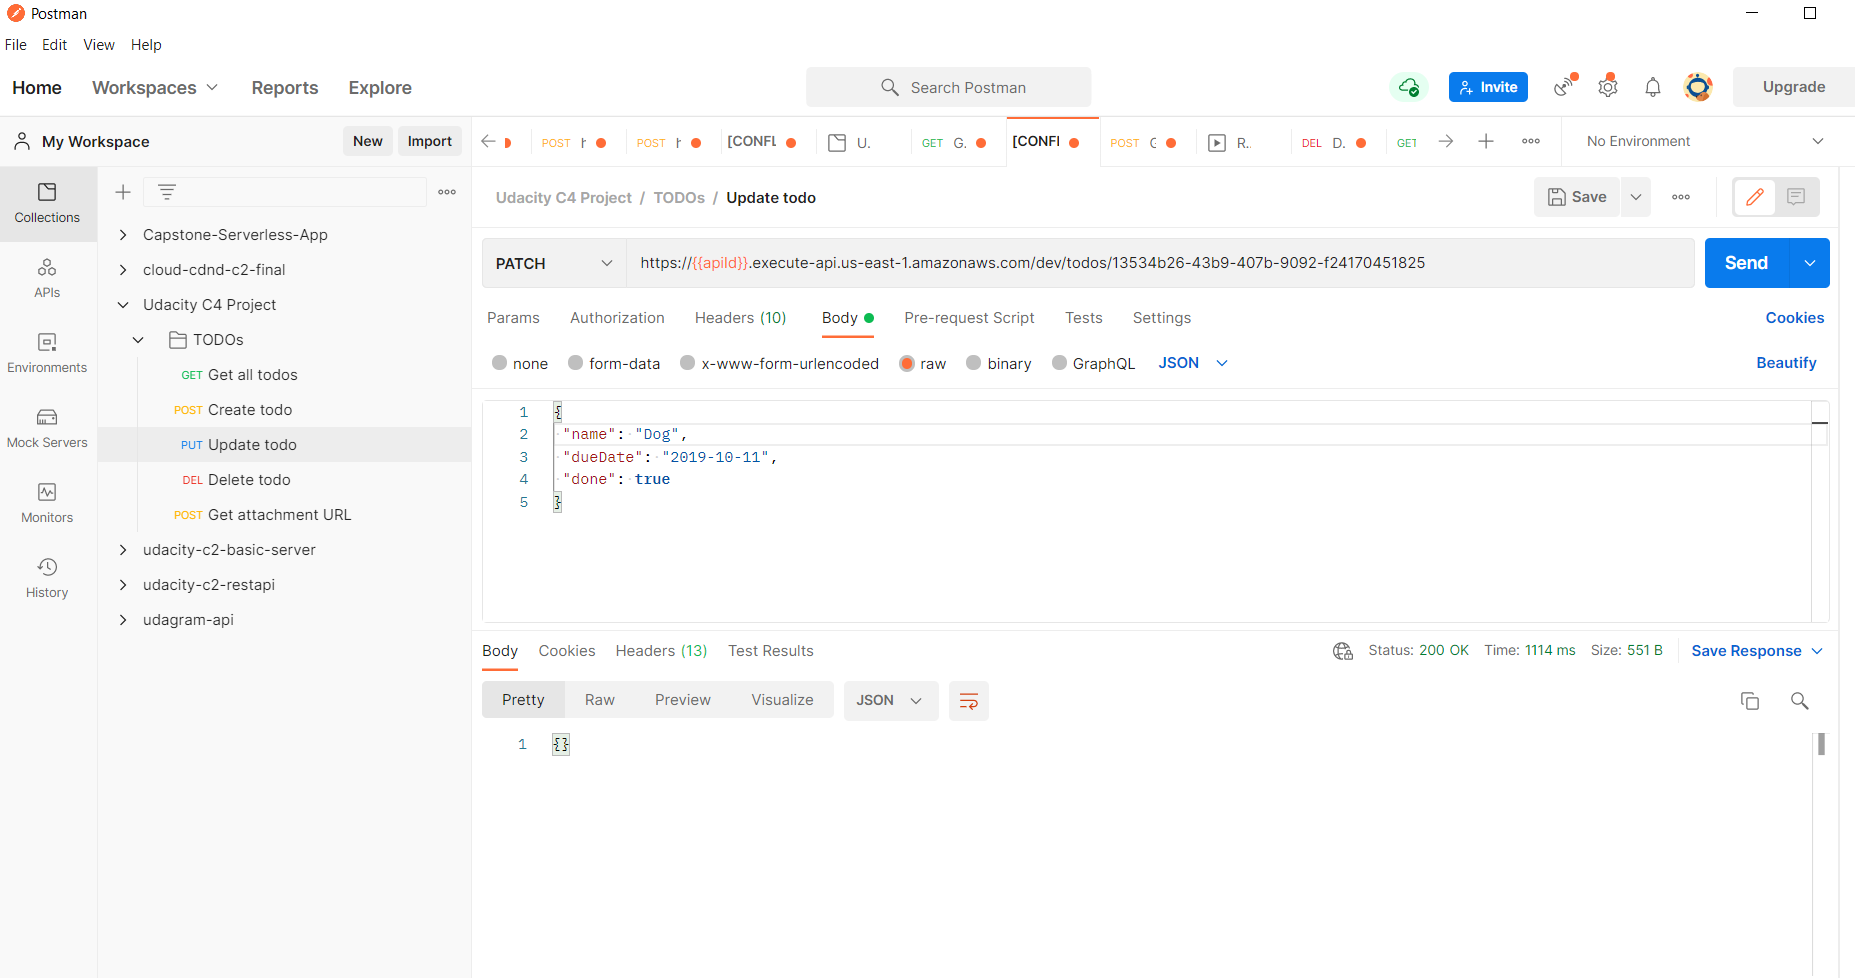 Postman
File Edit View Help
Home Workspaces Reports Explore Search Postman Invite Upgrade
My Workspace New Import
POST POST [CONFL U. GET G. [CONFI POST R.. DEL D. GET No Environment
Collections
APIs
Environments
Mock Servers
Monitors
History
Capstone-Serverless-App
cloud-cdnd-c2-final
Udacity C4 Project
TODOs
GET Get all todos
POST Create todo
PUT Update todo
DEL Delete todo
POST Get attachment URL
udacity-c2-basic-server
udacity-c2-restapi
udagram-api
Udacity C4 Project / TODOs / Update todo Save
PATCH https://{{apiId}}.execute-api.us-east-1.amazonaws.com/dev/todos/13534b26-43b9-407b-9092-f24170451825 Send
Params Authorization Headers (10) Body Pre-request Script Tests Settings Cookies
none form-data x-www-form-urlencoded raw binary GraphQL JSON Beautify
1 {
2 "name": "Dog",
3 "dueDate": "2019-10-11",
4 "done": true
5 }
Body Cookies Headers (13) Test Results Status: 200 OK Time: 1114 ms Size: 551 B Save Response
Pretty Raw Preview Visualize JSON
1 {}